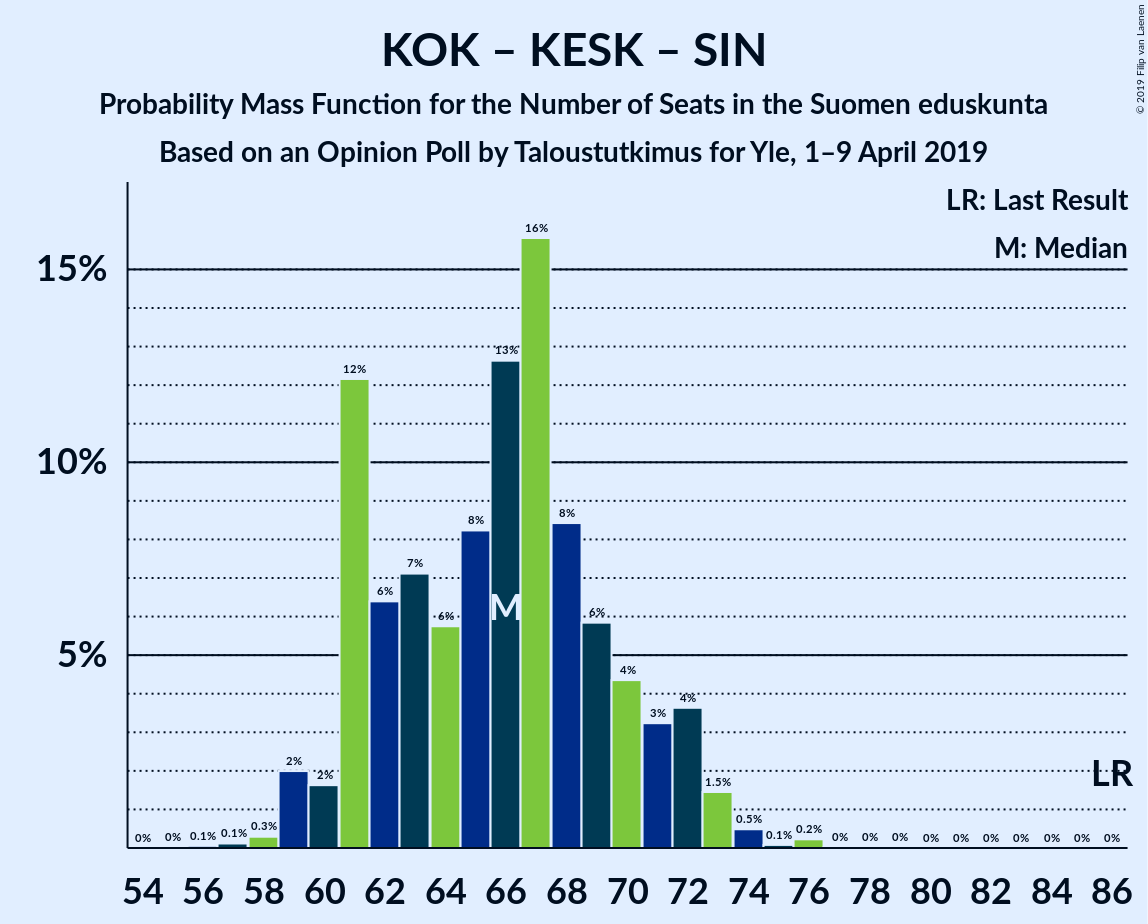 KOK – KESK – SIN
Probability Mass Function for the Number of Seats in the Suomen eduskunta
Based on an Opinion Poll by Taloustutkimus for Yle, 1–9 April 2019
© 2019 Filip van Laenen
LR: Last Result
M: Median
15%
10%
5%
0% 0% 0.1% 0.1% 0.3% 2% 2% 12% 6% 7% 6% 8% 13% 16% 8% 6% 4% 3% 4% 1.5% 0.5% 0.1% 0.2% 0% 0% 0% 0% 0% 0% 0% 0% 0% 0%
M
LR
54 56 58 60 62 64 66 68 70 72 74 76 78 80 82 84 86